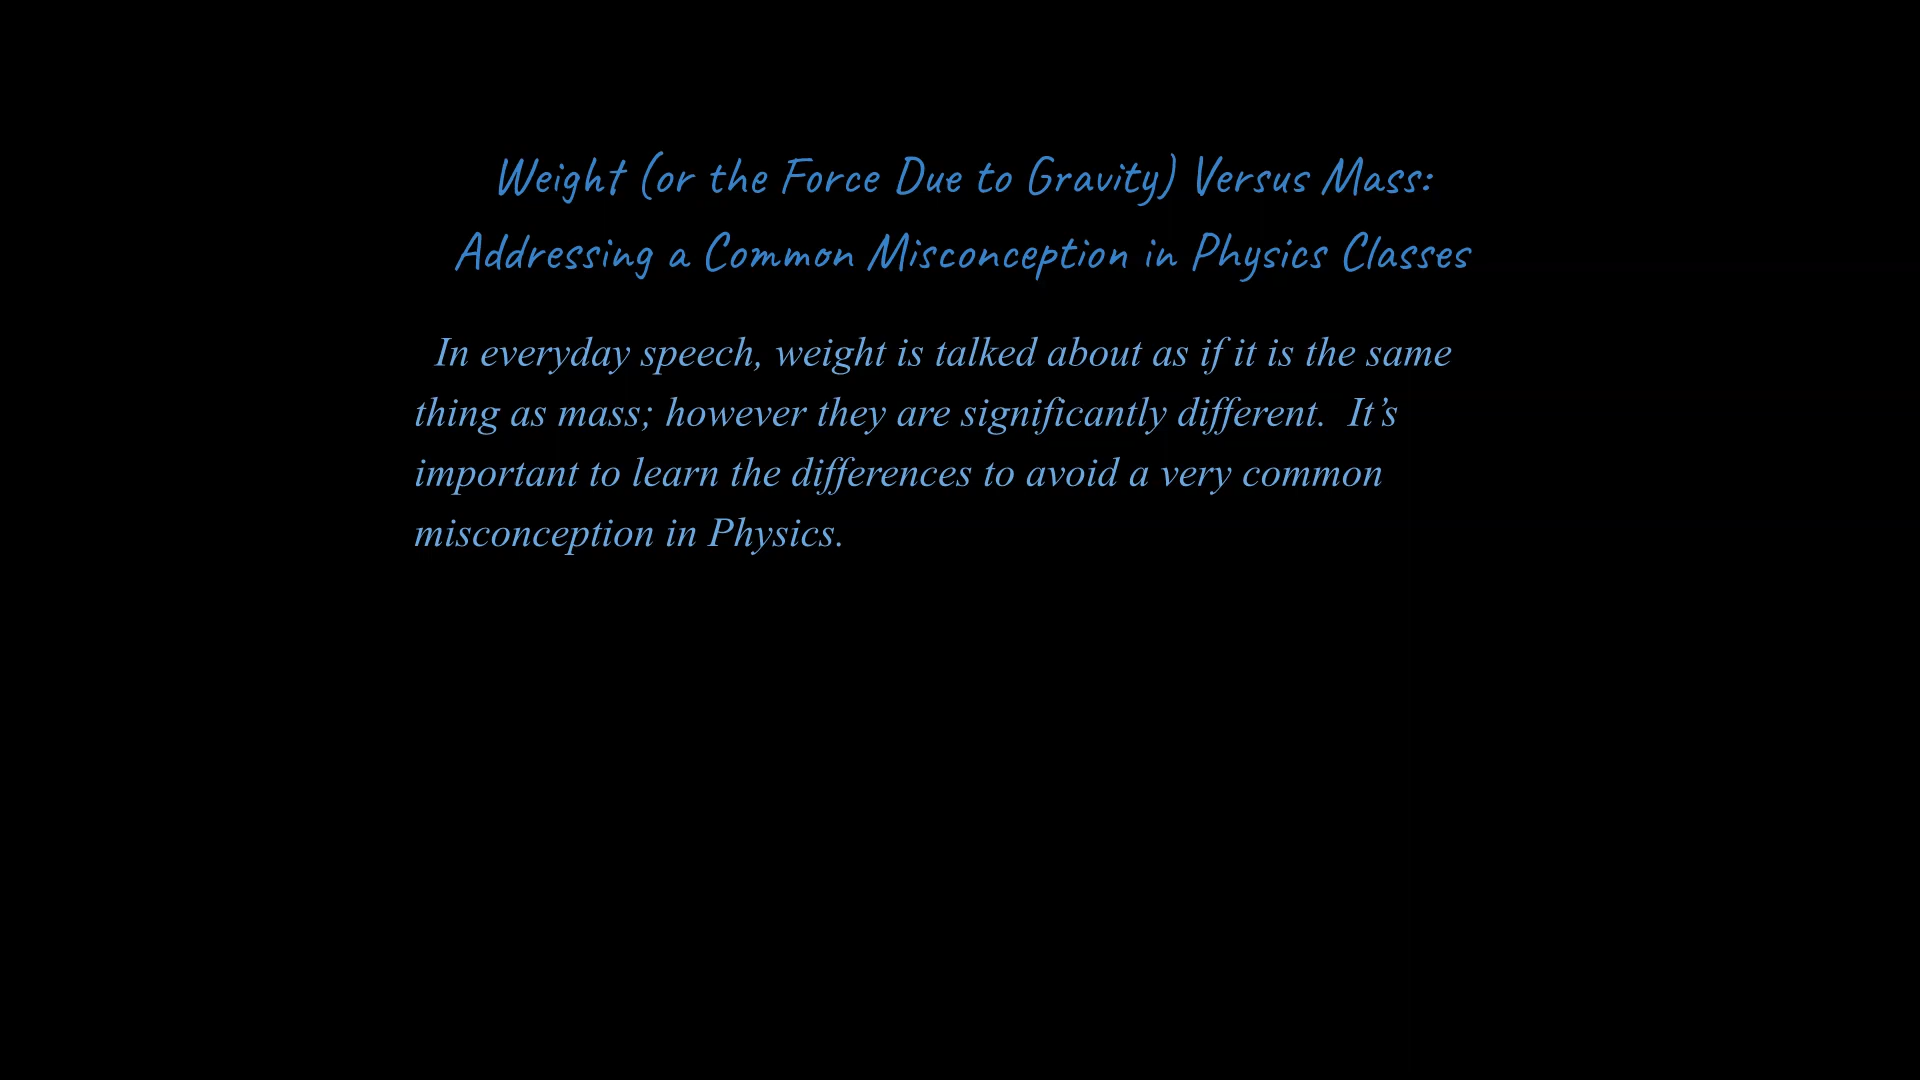 Weight (or the Force Due to Gravity) Versus Mass:
Addressing a Common Misconception in Physics Classes
In everyday speech, weight is talked about as if it is the same
thing as mass; however they are significantly different.  It’s
important to learn the differences to avoid a very common
misconception in Physics.